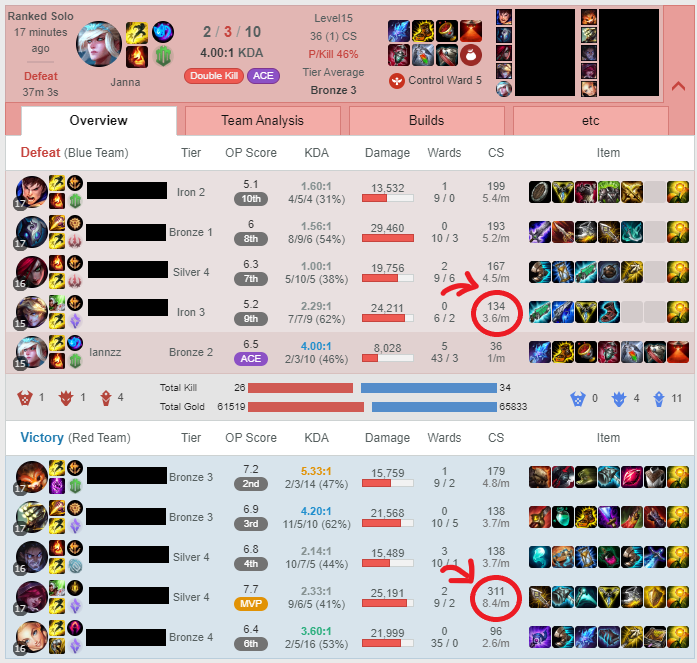 Ranked Solo
17 minutes
ago
Defeat
37m 3s
Janna
2 / 3 / 10
4.00:1 KDA
Double Kill ACE
Level15
36 (1) CS
P/Kill 46%
Tier Average
Bronze 3
Control Ward 5
Overview Team Analysis Builds etc
Defeat (Blue Team) Tier OP Score KDA Damage Wards CS Item
17 Iron 2 5.1 10th 1.60:1 4/5/4 (31%) 13,532 1 9 / 0 199 5.4/m
17 Bronze 1 6 8th 1.56:1 8/9/6 (54%) 29,460 0 10 / 3 193 5.2/m
16 Silver 4 6.3 7th 1.00:1 5/10/5 (38%) 19,756 2 9 / 6 167 4.5/m
15 Iron 3 5.2 9th 2.29:1 7/7/9 (62%) 24,211 0 6 / 2 134 3.6/m
15 lannzz Bronze 2 6.5 ACE 4.00:1 2/3/10 (46%) 8,028 5 43 / 3 36 1/m
1 1 4 Total Kill 26 34 0 4 11
Total Gold 61519 65833
Victory (Red Team) Tier OP Score KDA Damage Wards CS Item
17 Bronze 3 7.2 2nd 5.33:1 2/3/14 (47%) 15,759 1 9 / 2 179 4.8/m
17 Bronze 3 6.9 3rd 4.20:1 11/5/10 (62%) 21,568 0 10 / 5 138 3.7/m
16 Silver 4 6.8 4th 2.14:1 10/7/5 (44%) 15,489 3 10 / 1 138 3.7/m
17 Silver 4 7.7 MVP 2.33:1 9/6/5 (41%) 25,191 2 9 / 2 311 8.4/m
16 Bronze 4 6.4 6th 3.60:1 2/5/16 (53%) 21,999 0 35 / 0 96 2.6/m